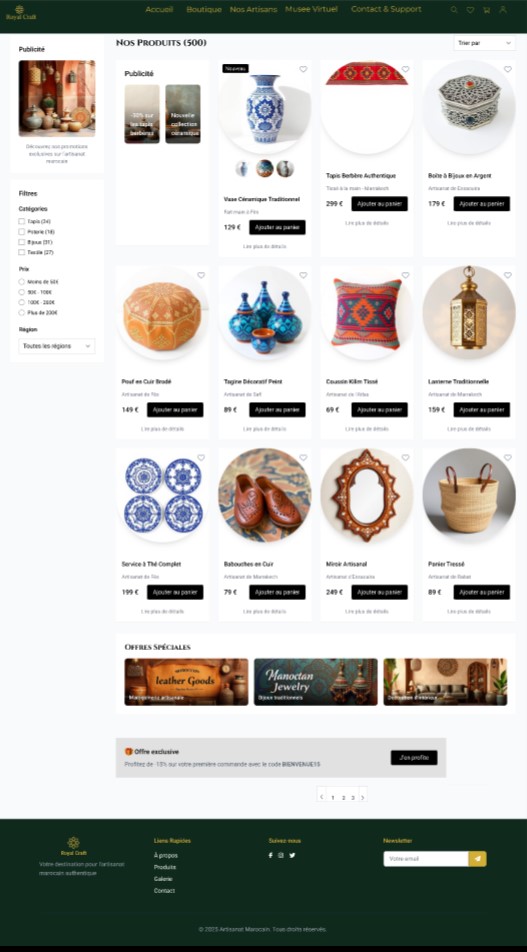 Royal Craft
Accueil Boutique Nos Artisans Musée Virtuel Contact & Support
Publicité
Découvrez nos promotions
exclusives sur l'artisanat
marocain
Filtres
Catégories
Tapis (24)
Poterie (18)
Bijoux (31)
Textile (27)
Prix
Moins de 50€
50€ - 100€
100€ - 200€
Plus de 200€
Région
Toutes les régions
Nos Produits (500)
Trier par
Publicité
-30% sur
les tapis
berbères
Nouvelle
collection
céramique
Nouveau
Vase Céramique Traditionnel
Fait main à Fès
129 € Ajouter au panier
Lire plus de détails
Tapis Berbère Authentique
Tissé à la main - Marrakech
299 € Ajouter au panier
Lire plus de détails
Boîte à Bijoux en Argent
Artisanat de Essaouira
179 € Ajouter au panier
Lire plus de détails
Pouf en Cuir Brodé
Artisanat de Fès
149 € Ajouter au panier
Lire plus de détails
Tagine Décoratif Peint
Artisanat de Safi
89 € Ajouter au panier
Lire plus de détails
Coussin Kilim Tissé
Artisanat de
69 € Ajouter au panier
Lire plus de détails
Lanterne Traditionnelle
Artisanat de Marrakech
159 € Ajouter au panier
Lire plus de détails
Service à Thé Complet
Artisanat de Fès
199 € Ajouter au panier
Lire plus de détails
Babouches en Cuir
Artisanat de Marrakech
79 € Ajouter au panier
Lire plus de détails
Miroir Artisanal
Artisanat d'Essaouira
249 € Ajouter au panier
Lire plus de détails
Panier Tressé
Artisanat de Rabat
89 € Ajouter au panier
Lire plus de détails
Offres Spéciales
leather Goods
Maroquinerie artisanale
Manoctan
Jewelry
Bijoux traditionnels
Décoration d'intérieur
Offre exclusive
Profitez de -15% sur votre première commande avec le code BIENVENUE15
J'en profite
1 2 3
Royal Craft
Votre destination pour l'artisanat
marocain authentique
Liens Rapides
À propos
Produits
Galerie
Contact
Suivez-nous
Newsletter
Votre email
© 2025 Artisanat Marocain. Tous droits réservés.